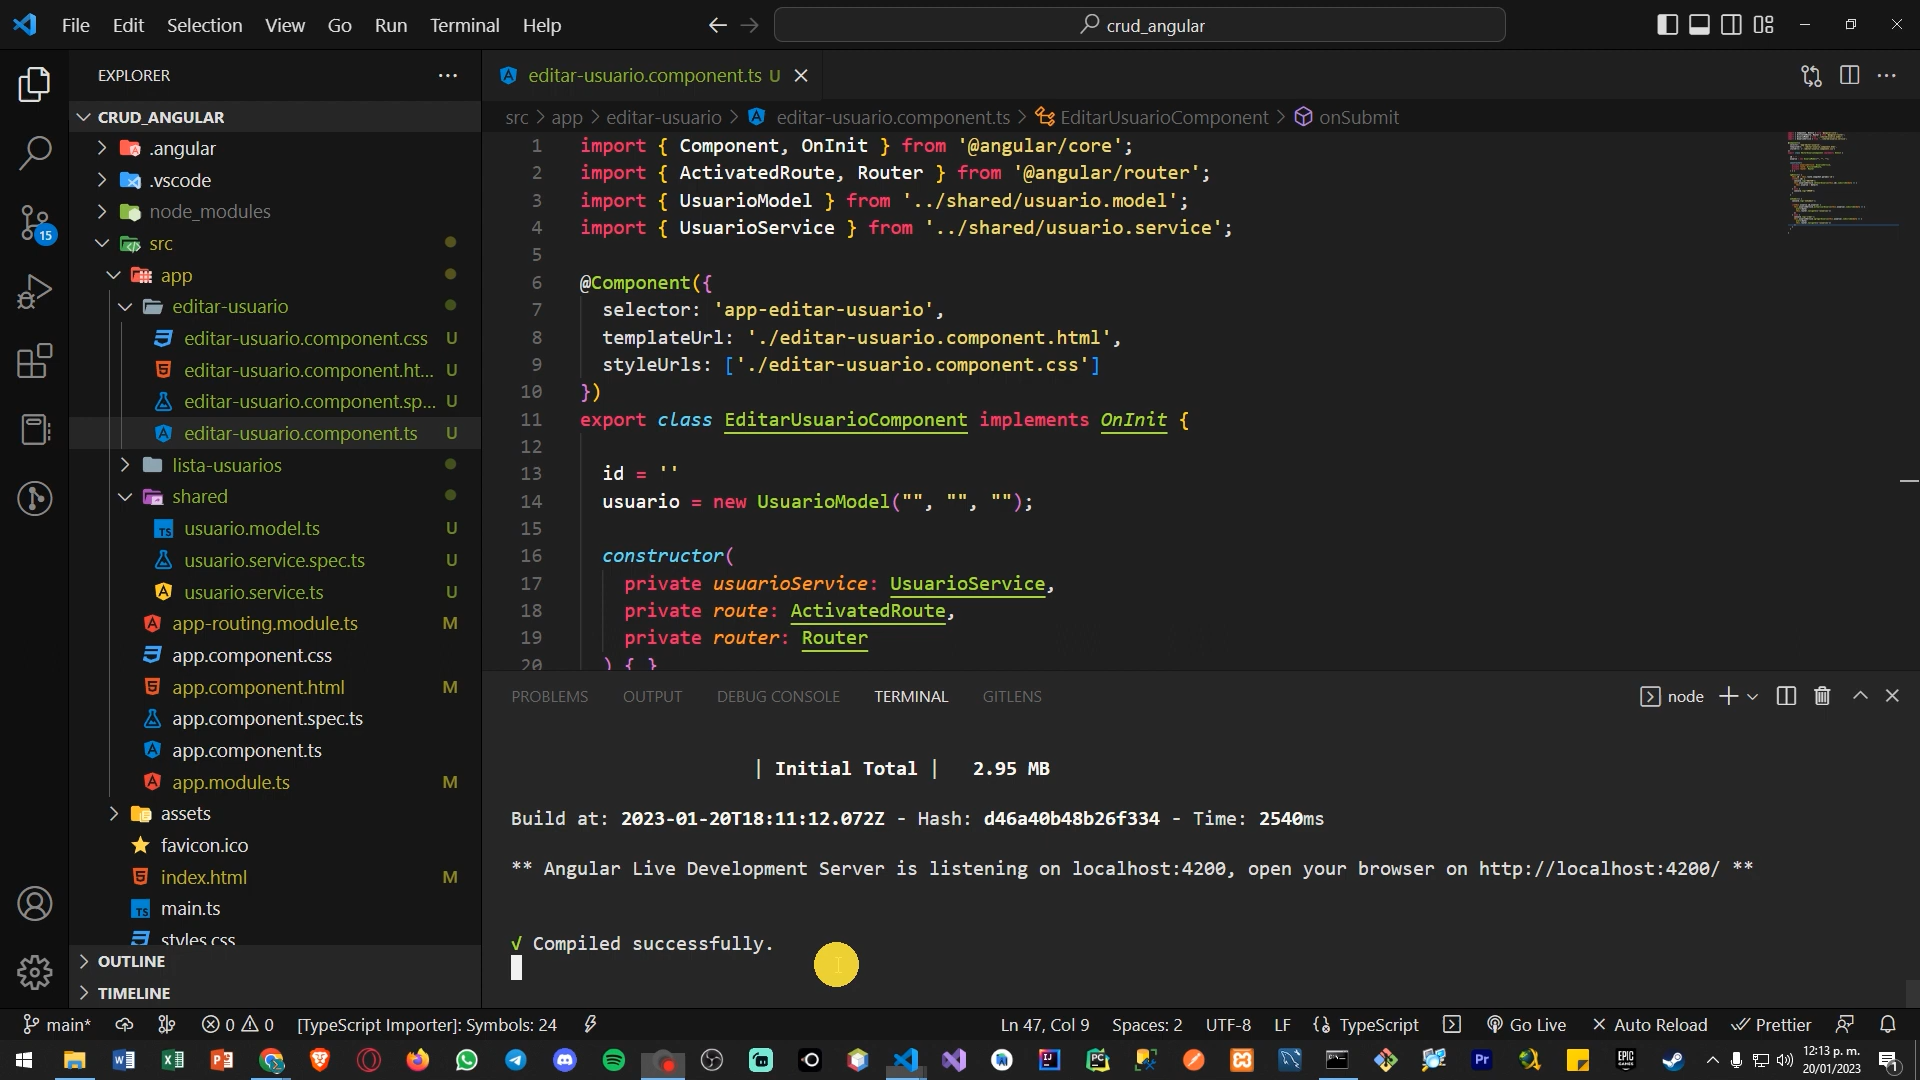 File Edit Selection View Go Run Terminal Help
crud_angular
EXPLORER
CRUD_ANGULAR
.angular
.vscode
node_modules
src
app
editar-usuario
editar-usuario.component.css U
editar-usuario.component.ht... U
editar-usuario.component.sp... U
editar-usuario.component.ts U
lista-usuarios
shared
usuario.model.ts U
usuario.service.spec.ts U
usuario.service.ts U
app-routing.module.ts M
app.component.css
app.component.html M
app.component.spec.ts
app.component.ts
app.module.ts M
assets
favicon.ico
index.html M
main.ts
styles.css
OUTLINE
TIMELINE
15
editar-usuario.component.ts U
src > app > editar-usuario > editar-usuario.component.ts > EditarUsuarioComponent > onSubmit
1 import { Component, OnInit } from '@angular/core';
2 import { ActivatedRoute, Router } from '@angular/router';
3 import { UsuarioModel } from '../shared/usuario.model';
4 import { UsuarioService } from '../shared/usuario.service';
5
6 @Component({
7 selector: 'app-editar-usuario',
8 templateUrl: './editar-usuario.component.html',
9 styleUrls: ['./editar-usuario.component.css']
10 })
11 export class EditarUsuarioComponent implements OnInit {
12
13 id = ''
14 usuario = new UsuarioModel("", "", "");
15
16 constructor(
17 private usuarioService: UsuarioService,
18 private route: ActivatedRoute,
19 private router: Router
20 ) { }
PROBLEMS OUTPUT DEBUG CONSOLE TERMINAL GITLENS
node
| Initial Total | 2.95 MB
Build at: 2023-01-20T18:11:12.072Z - Hash: d46a40b48b26f334 - Time: 2540ms
** Angular Live Development Server is listening on localhost:4200, open your browser on http://localhost:4200/ **
√ Compiled successfully.
main* 0 0 [TypeScript Importer]: Symbols: 24
Ln 47, Col 9 Spaces: 2 UTF-8 LF {} TypeScript Go Live Auto Reload Prettier
12:13 p. m.
20/01/2023